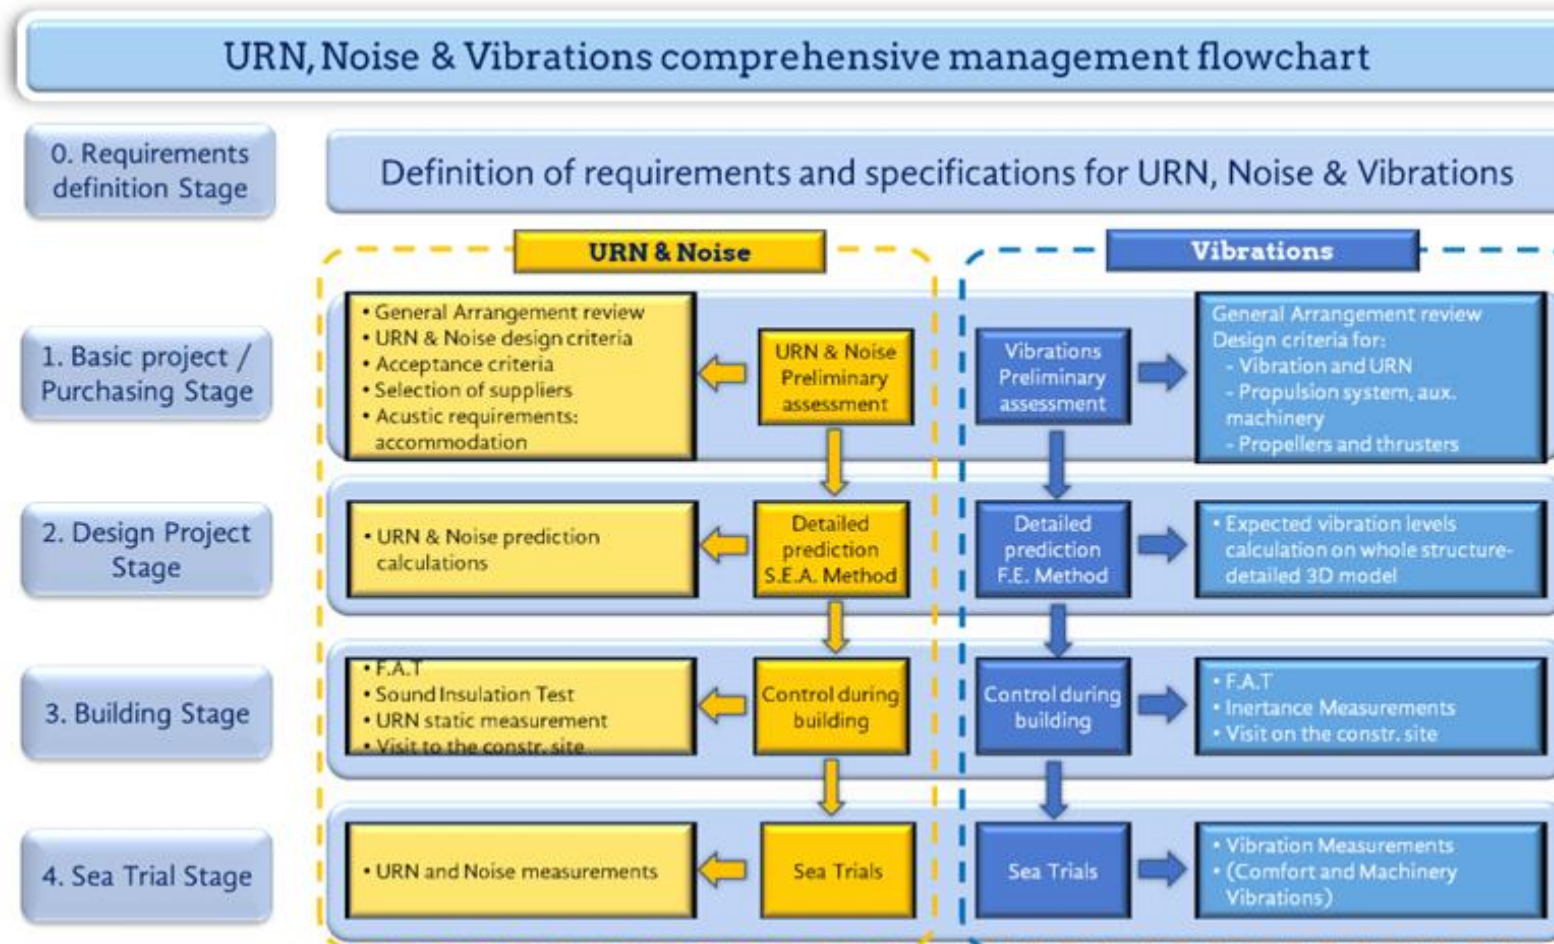 URN, Noise & Vibrations comprehensive management flowchart
0. Requirements
definition Stage
Definition of requirements and specifications for URN, Noise & Vibrations
URN & Noise
Vibrations
1. Basic project /
Purchasing Stage
• General Arrangement review
• URN & Noise design criteria
• Acceptance criteria
• Selection of suppliers
• Acustic requirements:
accommodation
URN & Noise
Preliminary
assessment
Vibrations
Preliminary
assessment
General Arrangement review
Design criteria for:
- Vibration and URN
- Propulsion system, aux.
machinery
- Propellers and thrusters
2. Design Project
Stage
• URN & Noise prediction
calculations
Detailed
prediction
S.E.A. Method
Detailed
prediction
F.E. Method
• Expected vibration levels
calculation on whole structure-
detailed 3D model
3. Building Stage
• F.A.T
• Sound Insulation Test
• URN static measurement
• Visit to the constr. site
Control during
building
Control during
building
• F.A.T
• Inertance Measurements
• Visit on the constr. site
4. Sea Trial Stage
• URN and Noise measurements
Sea Trials
Sea Trials
• Vibration Measurements
• (Comfort and Machinery
Vibrations)